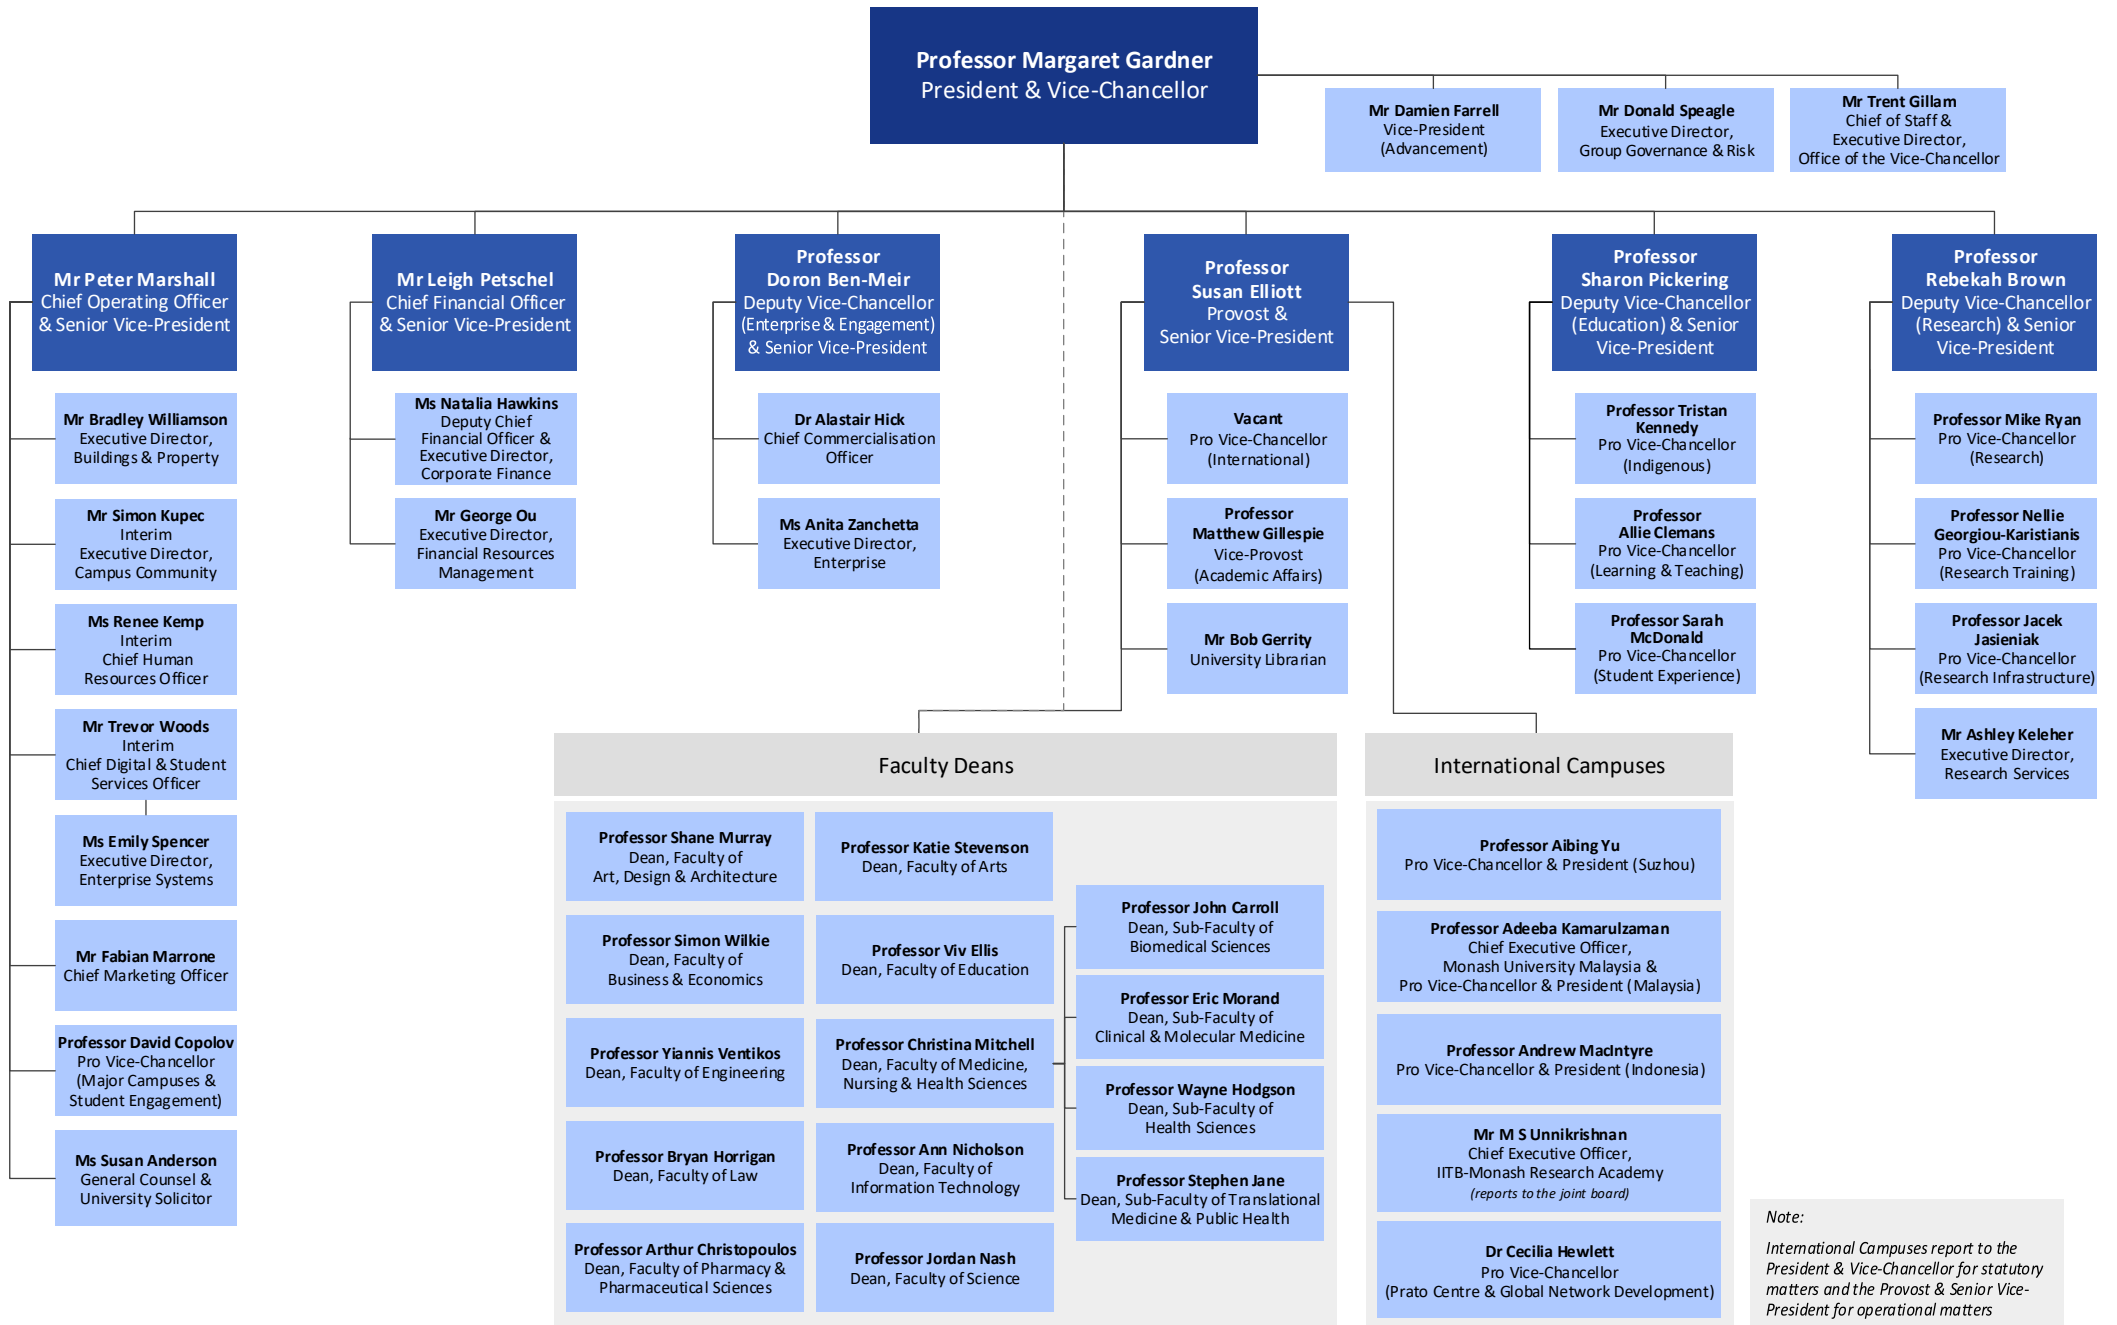 Professor Margaret Gardner
President & Vice-Chancellor
Mr Damien Farrell
Vice-President
(Advancement)
Mr Donald Speagle
Executive Director,
Group Governance & Risk
Mr Trent Gillam
Chief of Staff &
Executive Director,
Office of the Vice-Chancellor
Mr Peter Marshall
Chief Operating Officer
& Senior Vice-President
Mr Bradley Williamson
Executive Director,
Buildings & Property
Mr Simon Kupec
Interim
Executive Director,
Campus Community
Ms Renee Kemp
Interim
Chief Human
Resources Officer
Mr Trevor Woods
Interim
Chief Digital & Student
Services Officer
Ms Emily Spencer
Executive Director,
Enterprise Systems
Mr Fabian Marrone
Chief Marketing Officer
Professor David Copolov
Pro Vice-Chancellor
(Major Campuses &
Student Engagement)
Ms Susan Anderson
General Counsel &
University Solicitor
Mr Leigh Petschel
Chief Financial Officer
& Senior Vice-President
Ms Natalia Hawkins
Deputy Chief
Financial Officer &
Executive Director,
Corporate Finance
Mr George Ou
Executive Director,
Financial Resources
Management
Professor
Doron Ben-Meir
Deputy Vice-Chancellor
(Enterprise & Engagement)
& Senior Vice-President
Dr Alastair Hick
Chief Commercialisation
Officer
Ms Anita Zanchetta
Executive Director,
Enterprise
Professor
Susan Elliott
Provost &
Senior Vice-President
Vacant
Pro Vice-Chancellor
(International)
Professor
Matthew Gillespie
Vice-Provost
(Academic Affairs)
Mr Bob Gerrity
University Librarian
Professor
Sharon Pickering
Deputy Vice-Chancellor
(Education) & Senior
Vice-President
Professor Tristan
Kennedy
Pro Vice-Chancellor
(Indigenous)
Professor
Allie Clemans
Pro Vice-Chancellor
(Learning & Teaching)
Professor Sarah
McDonald
Pro Vice-Chancellor
(Student Experience)
Professor
Rebekah Brown
Deputy Vice-Chancellor
(Research) & Senior
Vice-President
Professor Mike Ryan
Pro Vice-Chancellor
(Research)
Professor Nellie
Georgiou-Karistianis
Pro Vice-Chancellor
(Research Training)
Professor Jacek
Jasieniak
Pro Vice-Chancellor
(Research Infrastructure)
Mr Ashley Keleher
Executive Director,
Research Services
Faculty Deans
Professor Shane Murray
Dean, Faculty of
Art, Design & Architecture
Professor Simon Wilkie
Dean, Faculty of
Business & Economics
Professor Yiannis Ventikos
Dean, Faculty of Engineering
Professor Bryan Horrigan
Dean, Faculty of Law
Professor Arthur Christopoulos
Dean, Faculty of Pharmacy &
Pharmaceutical Sciences
Professor Katie Stevenson
Dean, Faculty of Arts
Professor Viv Ellis
Dean, Faculty of Education
Professor Christina Mitchell
Dean, Faculty of Medicine,
Nursing & Health Sciences
Professor Ann Nicholson
Dean, Faculty of
Information Technology
Professor Jordan Nash
Dean, Faculty of Science
Professor John Carroll
Dean, Sub-Faculty of
Biomedical Sciences
Professor Eric Morand
Dean, Sub-Faculty of
Clinical & Molecular Medicine
Professor Wayne Hodgson
Dean, Sub-Faculty of
Health Sciences
Professor Stephen Jane
Dean, Sub-Faculty of Translational
Medicine & Public Health
International Campuses
Professor Aibing Yu
Pro Vice-Chancellor & President (Suzhou)
Professor Adeeba Kamarulzaman
Chief Executive Officer,
Monash University Malaysia &
Pro Vice-Chancellor & President (Malaysia)
Professor Andrew MacIntyre
Pro Vice-Chancellor & President (Indonesia)
Mr M S Unnikrishnan
Chief Executive Officer,
IITB-Monash Research Academy
(reports to the joint board)
Dr Cecilia Hewlett
Pro Vice-Chancellor
(Prato Centre & Global Network Development)
Note:
International Campuses report to the
President & Vice-Chancellor for statutory
matters and the Provost & Senior Vice-
President for operational matters